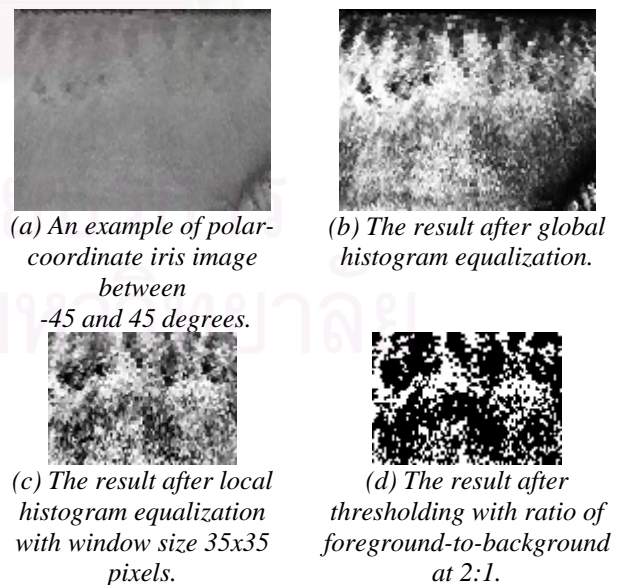 (a) An example of polar-
coordinate iris image
between
-45 and 45 degrees.
(b) The result after global
histogram equalization.
(c) The result after local
histogram equalization
with window size 35x35
pixels.
(d) The result after
thresholding with ratio of
foreground-to-background
at 2:1.